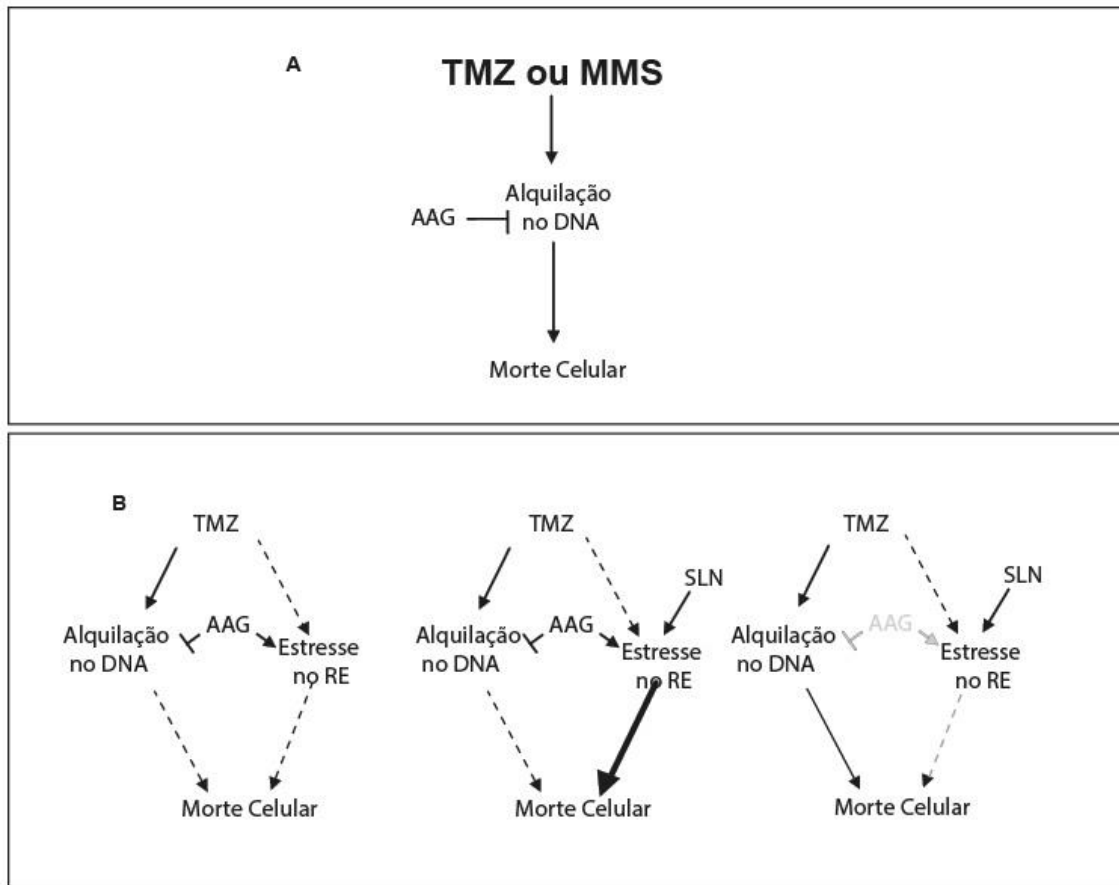 A
TMZ ou MMS
Alquilação
no DNA
AAG
Morte Celular
B
TMZ
AAG
Alquilação
no DNA
Estresse
no RE
Morte Celular
TMZ
SLN
AAG
Alquilação
no DNA
Estresse
no RE
Morte Celular
TMZ
SLN
AAG
Alquilação
no DNA
Estresse
no RE
Morte Celular